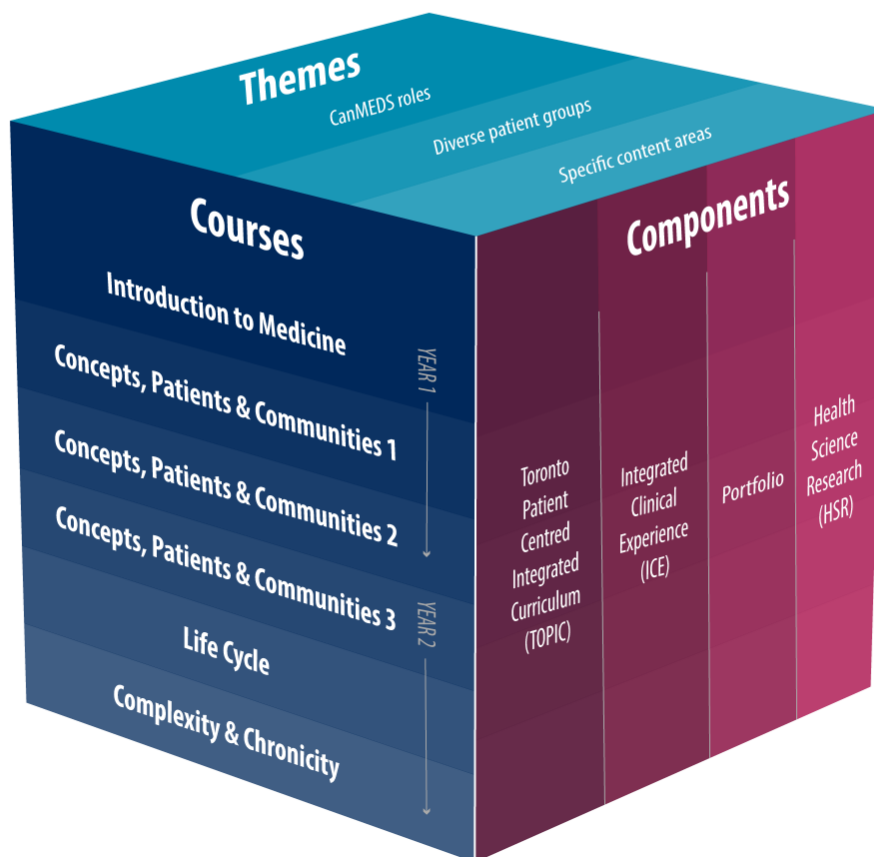 Themes
CanMEDS roles
Diverse patient groups
Specific content areas
Courses
Introduction to Medicine
Concepts, Patients & Communities 1
Concepts, Patients & Communities 2
Concepts, Patients & Communities 3
Life Cycle
Complexity & Chronicity
YEAR 1
YEAR 2
Components
Toronto
Patient
Centred
Integrated
Curriculum
(TOPIC)
Integrated
Clinical
Experience
(ICE)
Portfolio
Health
Science
Research
(HSR)